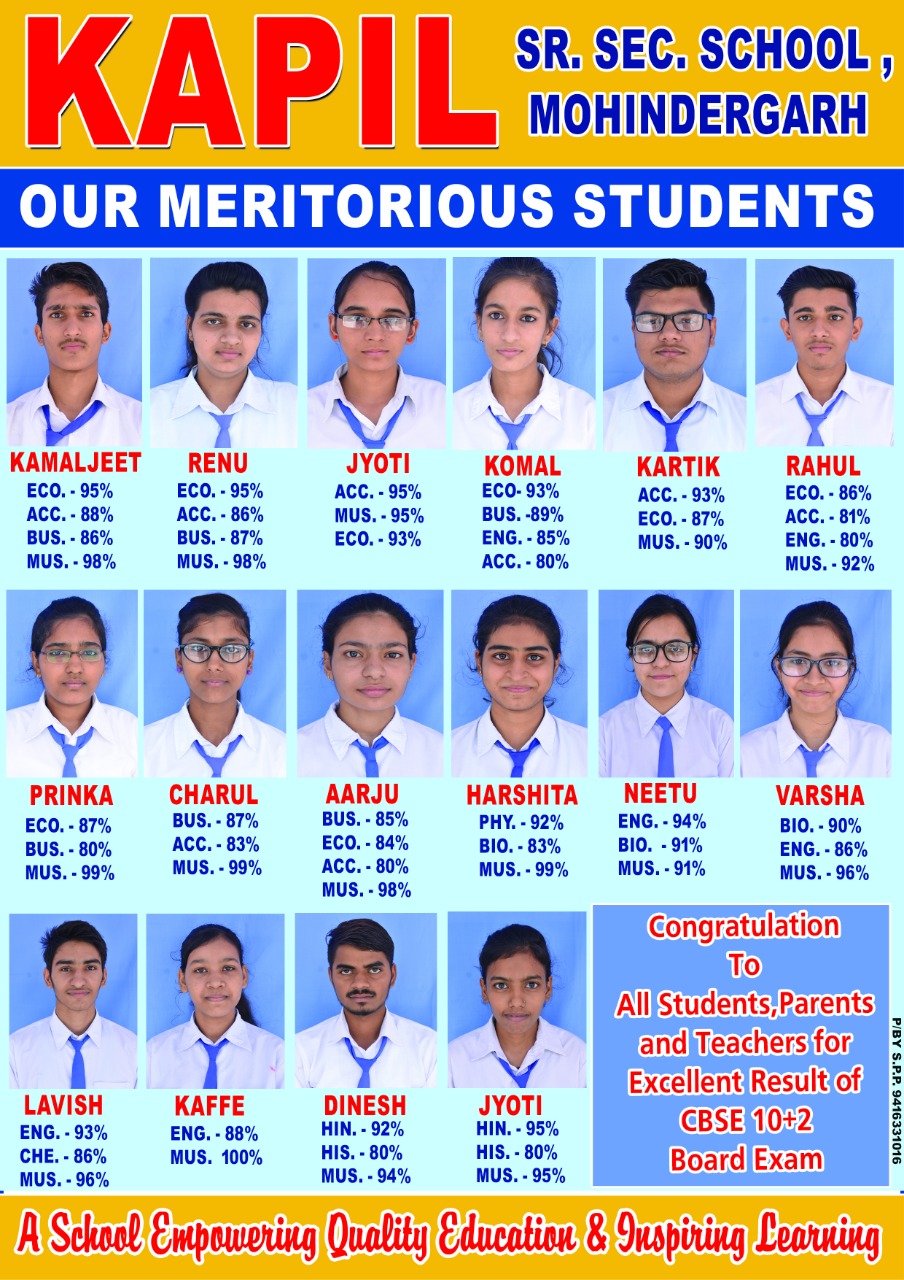 KAPIL
SR. SEC. SCHOOL ,
MOHINDERGARH
OUR MERITORIOUS STUDENTS
KAMALJEET
ECO. - 95%
ACC. - 88%
BUS. - 86%
MUS. - 98%
RENU
ECO. - 95%
ACC. - 86%
BUS. - 87%
MUS. - 98%
JYOTI
ACC. - 95%
MUS. - 95%
ECO. - 93%
KOMAL
ECO- 93%
BUS. -89%
ENG. - 85%
ACC. - 80%
KARTIK
ACC. - 93%
ECO. - 87%
MUS. - 90%
RAHUL
ECO. - 86%
ACC. - 81%
ENG. - 80%
MUS. - 92%
PRINKA
ECO. - 87%
BUS. - 80%
MUS. - 99%
CHARUL
BUS. - 87%
ACC. - 83%
MUS. - 99%
AARJU
BUS. - 85%
ECO. - 84%
ACC. - 80%
MUS. - 98%
HARSHITA
PHY. - 92%
BIO. - 83%
MUS. - 99%
NEETU
ENG. - 94%
BIO. - 91%
MUS. - 91%
VARSHA
BIO. - 90%
ENG. - 86%
MUS. - 96%
LAVISH
ENG. - 93%
CHE. - 86%
MUS. - 96%
KAFFE
ENG. - 88%
MUS. 100%
DINESH
HIN. - 92%
HIS. - 80%
MUS. - 94%
JYOTI
HIN. - 95%
HIS. - 80%
MUS. - 95%
Congratulation
To
All Students,Parents
and Teachers for
Excellent Result of
CBSE 10+2
Board Exam
P/BY S.P.P. 9416331016
A School Empowering Quality Education & Inspiring Learning